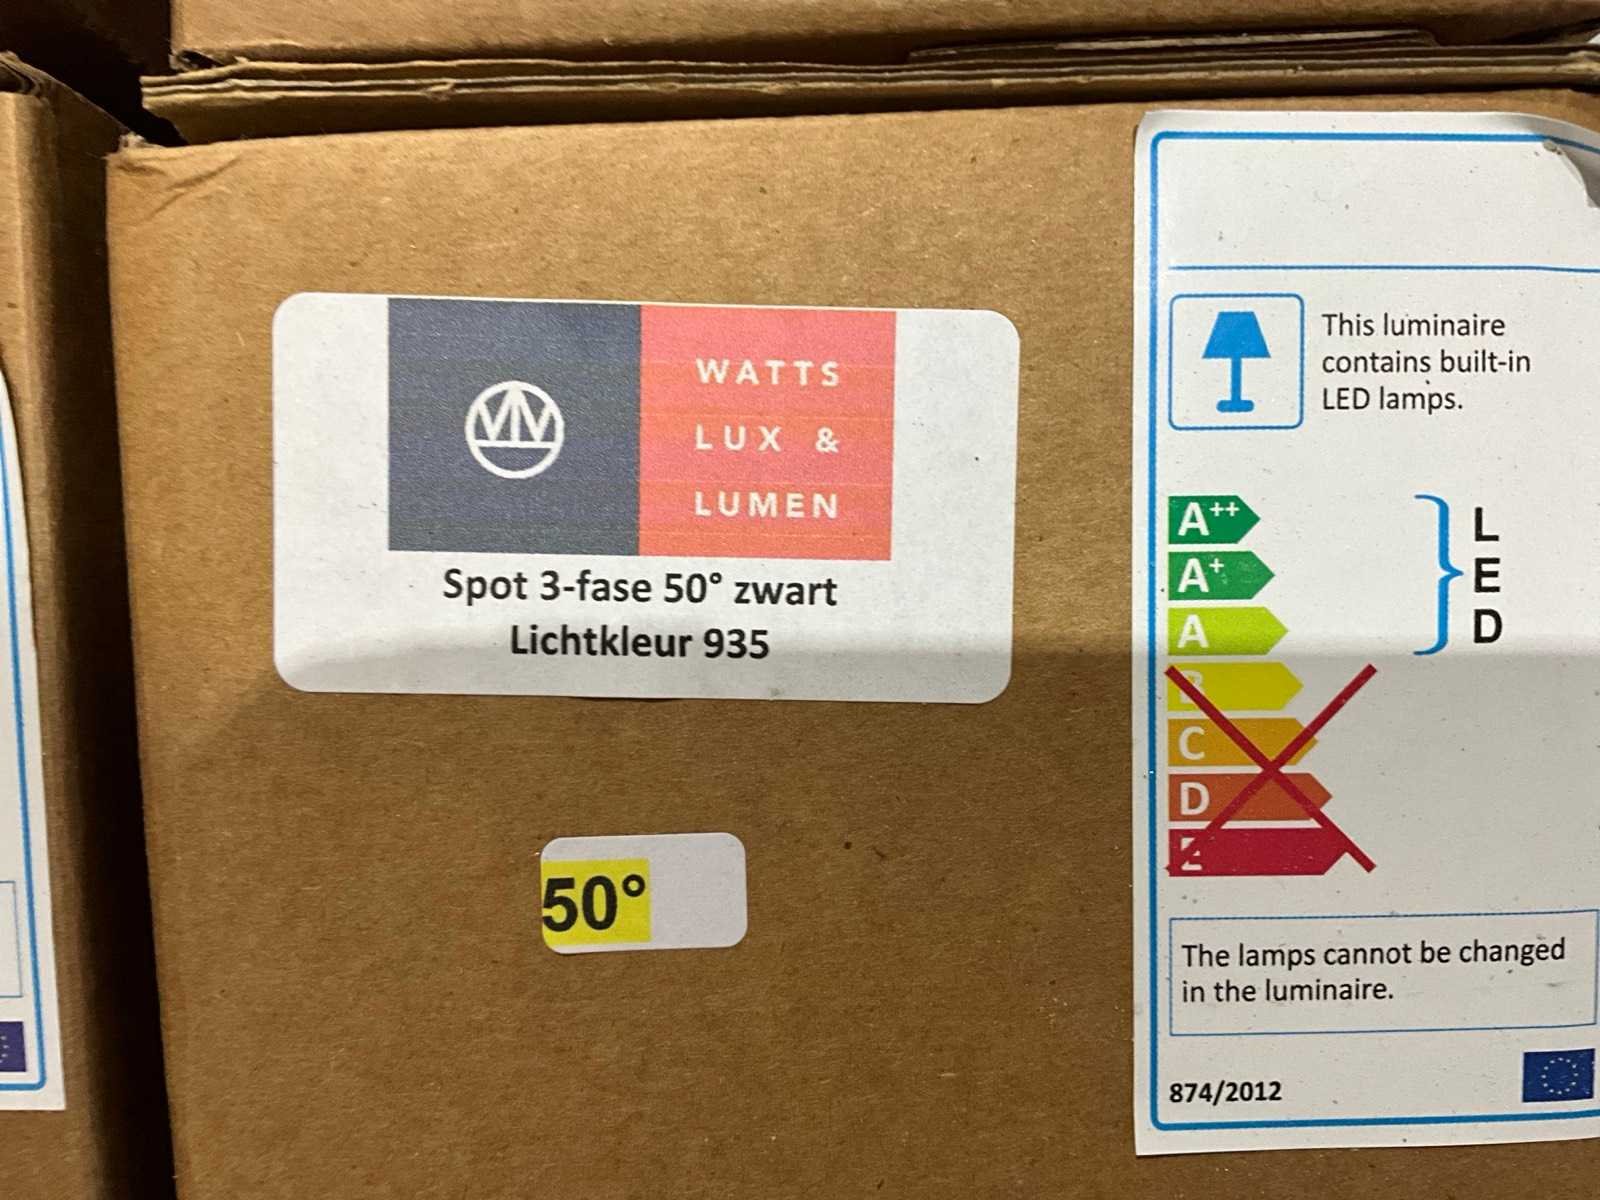 WATTS
LUX &
LUMEN
Spot 3-fase 50° zwart
Lichtkleur 935
50°
This luminaire
contains built-in
LED lamps.
A++
A+
A
B
C
D
E
L
E
D
The lamps cannot be changed
in the luminaire.
874/2012